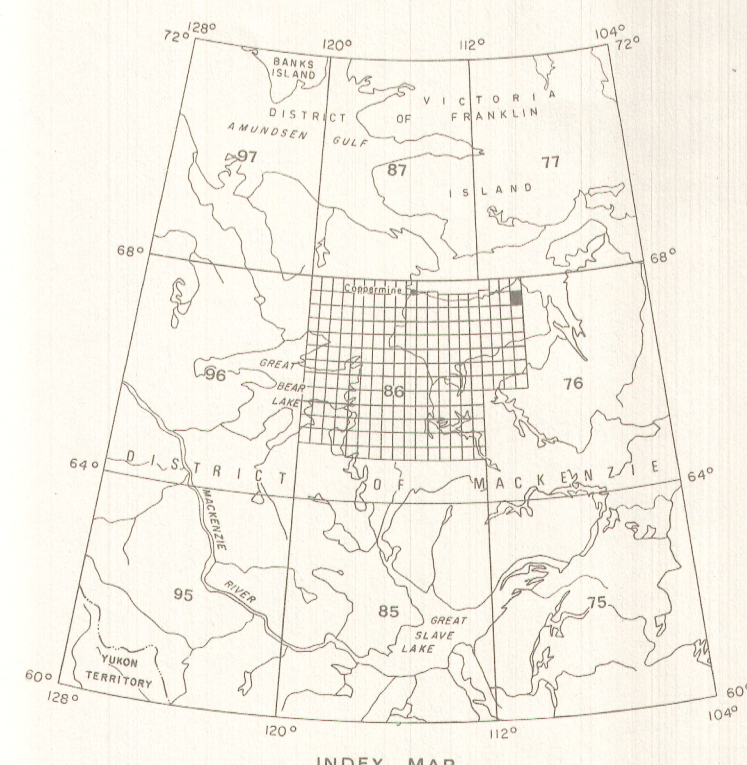 128°
72°
120°
112°
104°
72°
BANKS
ISLAND
VICTORIA
DISTRICT OF FRANKLIN
AMUNDSEN GULF
97
87
77
ISLAND
68°
68°
Coppermine
GREAT
96
BEAR
86
76
LAKE
DISTRICT OF MACKENZIE
64°
64°
MACKENZIE
RIVER
95
85
75
GREAT
SLAVE
LAKE
YUKON
TERRITORY
60°
128°
60°
104°
120°
112°
INDEX MAP